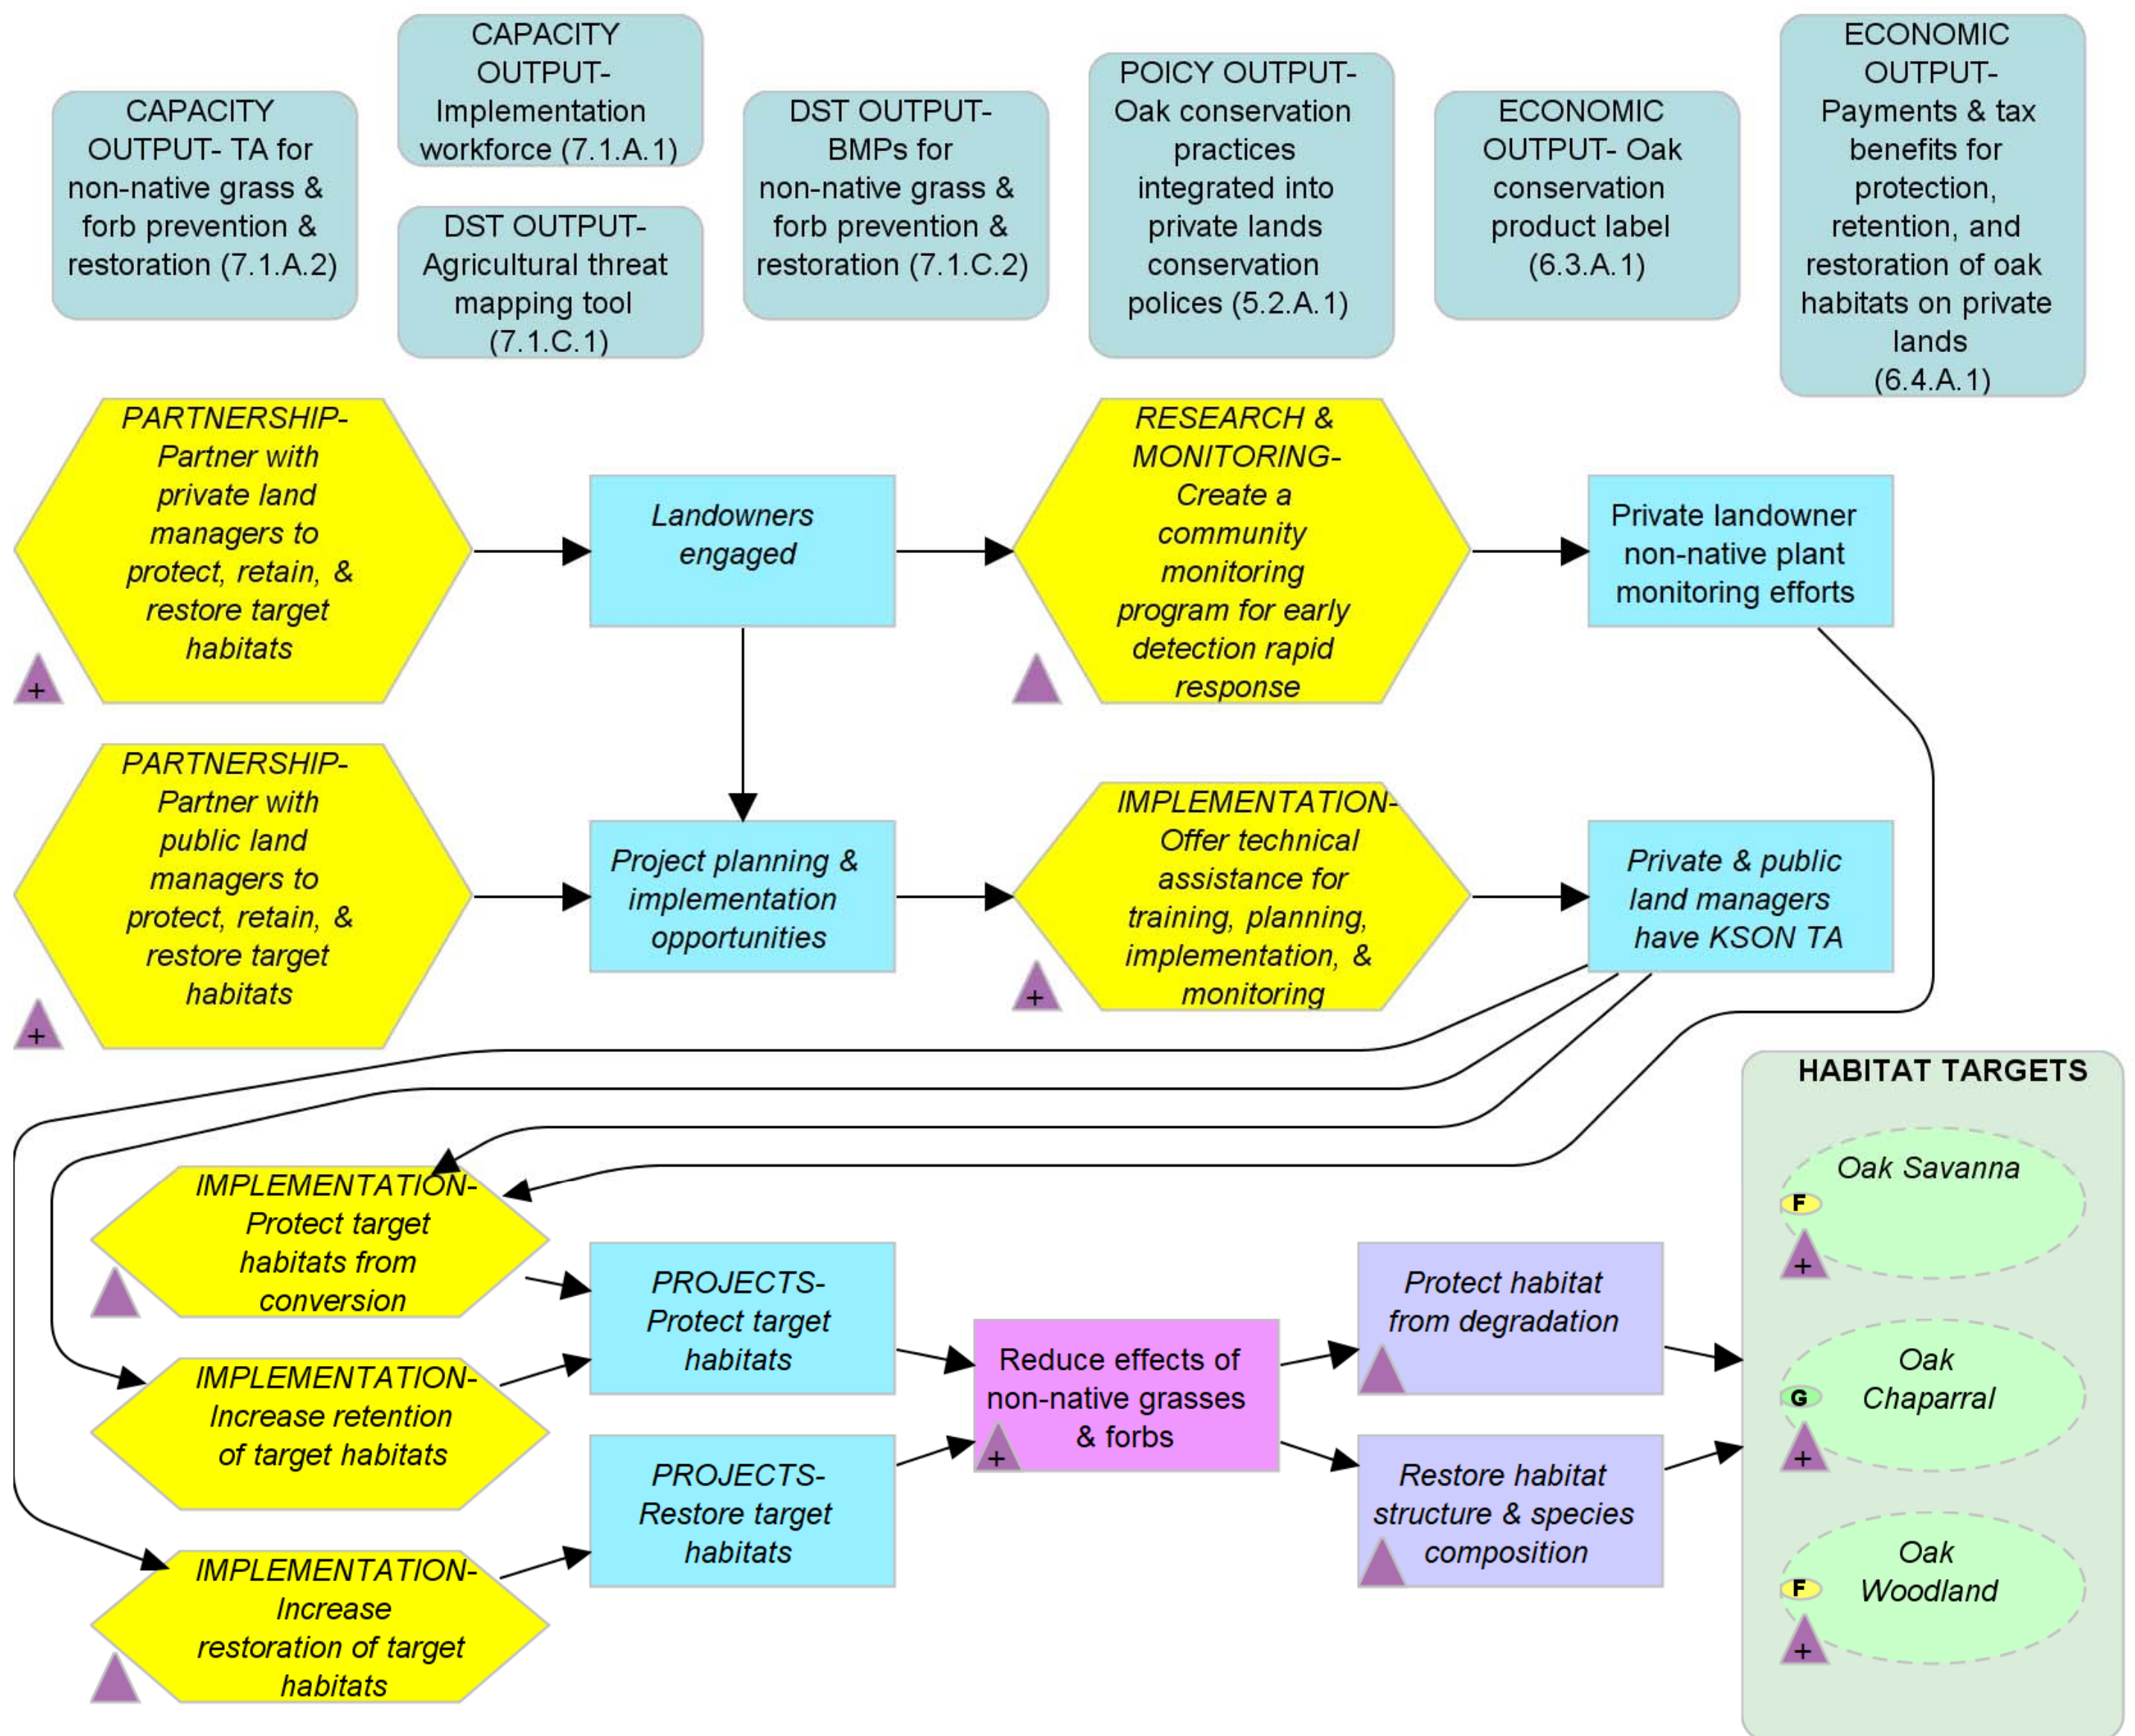 CAPACITY
OUTPUT- TA for
non-native grass &
forb prevention &
restoration (7.1.A.2)
CAPACITY
OUTPUT-
Implementation
workforce (7.1.A.1)
DST OUTPUT-
Agricultural threat
mapping tool
(7.1.C.1)
DST OUTPUT-
BMPs for
non-native grass &
forb prevention &
restoration (7.1.C.2)
POICY OUTPUT-
Oak conservation
practices
integrated into
private lands
conservation
polices (5.2.A.1)
ECONOMIC
OUTPUT- Oak
conservation
product label
(6.3.A.1)
ECONOMIC
OUTPUT-
Payments & tax
benefits for
protection,
retention, and
restoration of oak
habitats on private
lands
(6.4.A.1)
PARTNERSHIP-
Partner with
private land
managers to
protect, retain, &
restore target
habitats
+
Landowners
engaged
RESEARCH &
MONITORING-
Create a
community
monitoring
program for early
detection rapid
response
Private landowner
non-native plant
monitoring efforts
PARTNERSHIP-
Partner with
public land
managers to
protect, retain, &
restore target
habitats
+
Project planning &
implementation
opportunities
IMPLEMENTATION-
Offer technical
assistance for
training, planning,
implementation, &
monitoring
+
Private & public
land managers
have KSON TA
IMPLEMENTATION-
Protect target
habitats from
conversion
IMPLEMENTATION-
Increase retention
of target habitats
IMPLEMENTATION-
Increase
restoration of target
habitats
PROJECTS-
Protect target
habitats
PROJECTS-
Restore target
habitats
Reduce effects of
non-native grasses
& forbs
+
Protect habitat
from degradation
Restore habitat
structure & species
composition
HABITAT TARGETS
Oak Savanna
F
+
Oak
Chaparral
G
+
Oak
Woodland
F
+